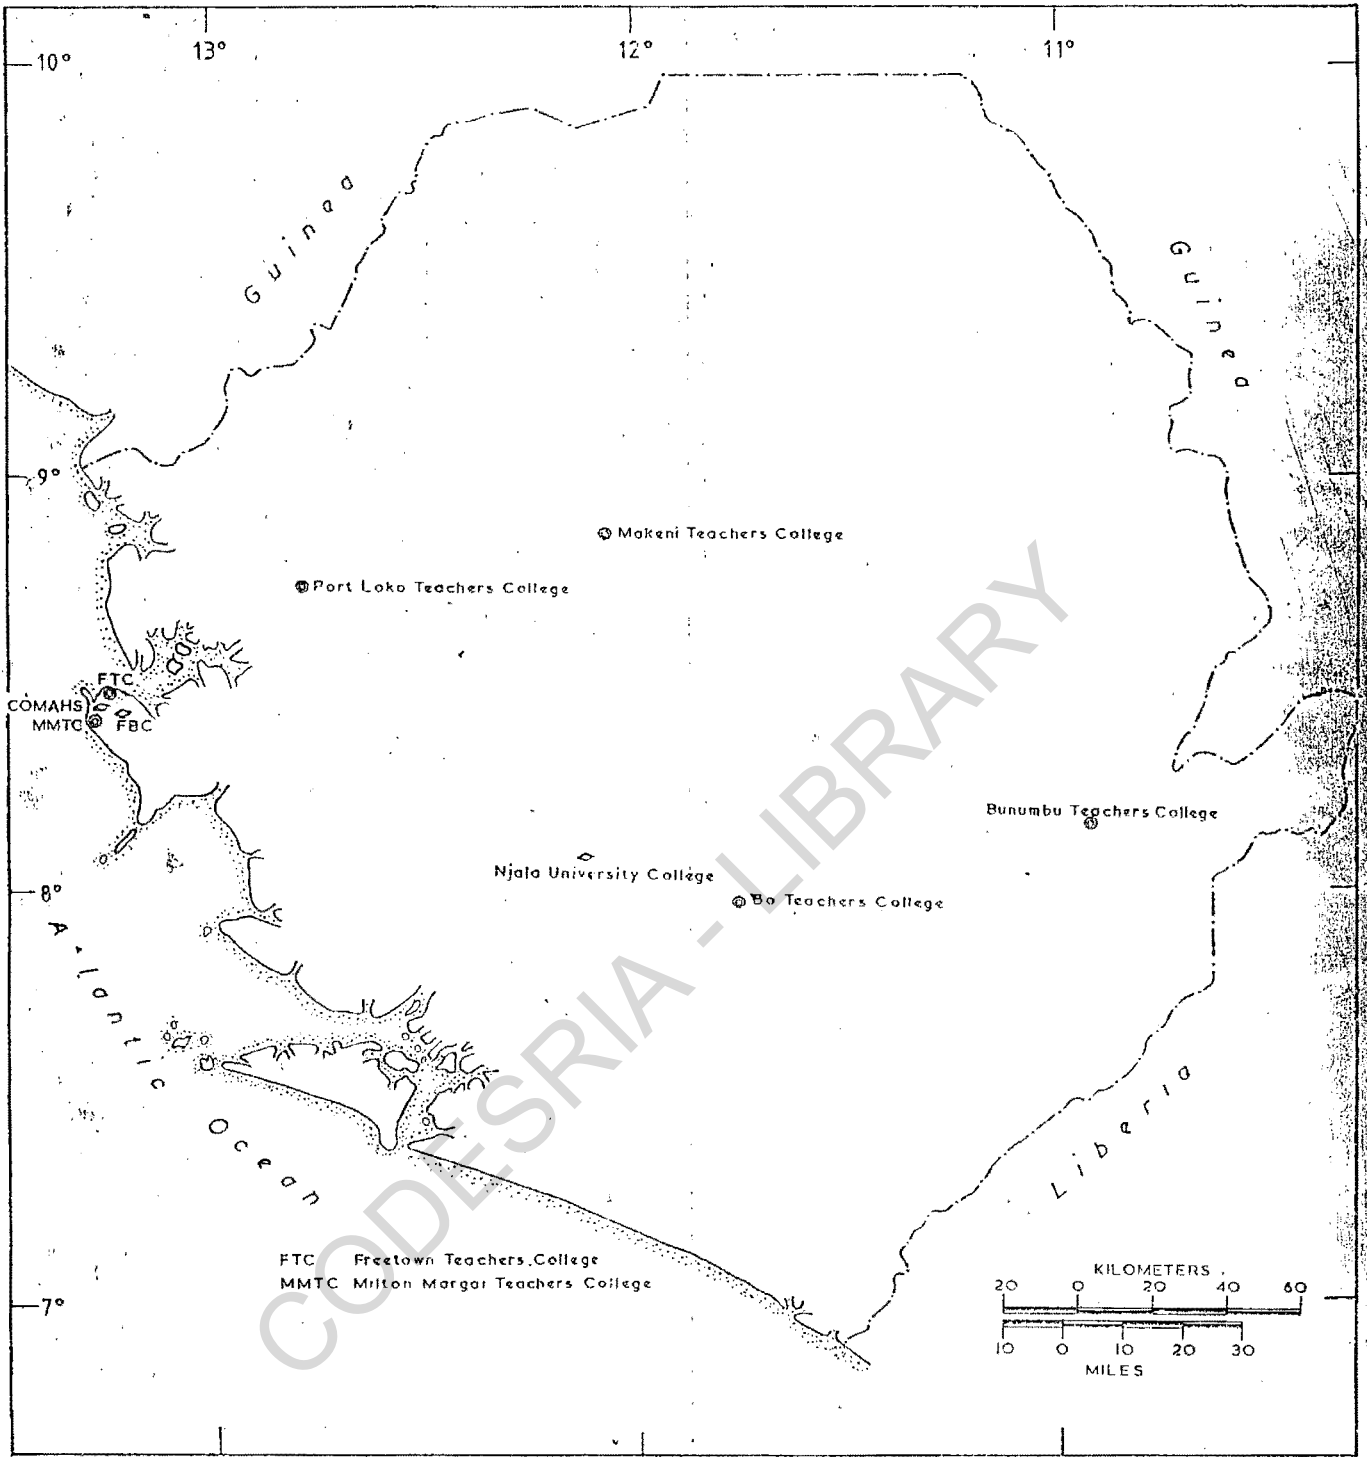 13°
12°
11°
10°
Guinea
Guinea
9°
Makeni Teachers College
Port Loko Teachers College
FTC
COMAHS
MMTC
FBC
Bunumbu Teachers College
Njala University College
8°
Bo Teachers College
Atlantic Ocean
Liberia
FTC Freetown Teachers College
MMTC Milton Margai Teachers College
7°
KILOMETERS
20 0 20 40 60
10 0 10 20 30
MILES
CODESRIA - LIBRARY